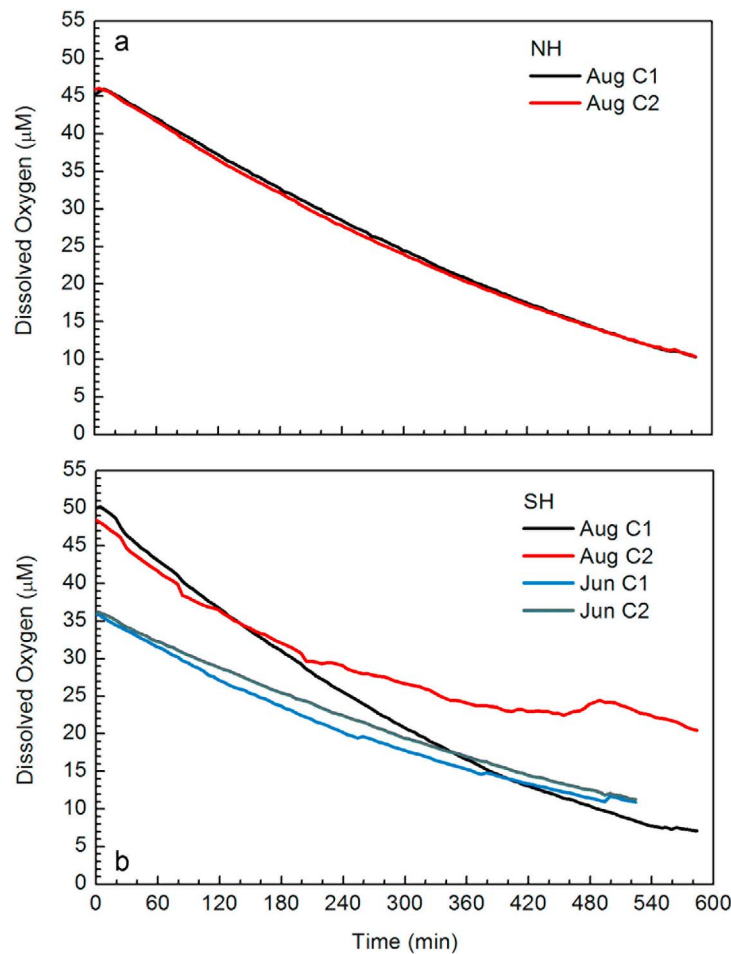 55
50
45
40
35
30
25
20
15
10
5
0
Dissolved Oxygen (μM)
a
NH
Aug C1
Aug C2
55
50
45
40
35
30
25
20
15
10
5
0
Dissolved Oxygen (μM)
SH
Aug C1
Aug C2
Jun C1
Jun C2
b
0 60 120 180 240 300 360 420 480 540 600
Time (min)